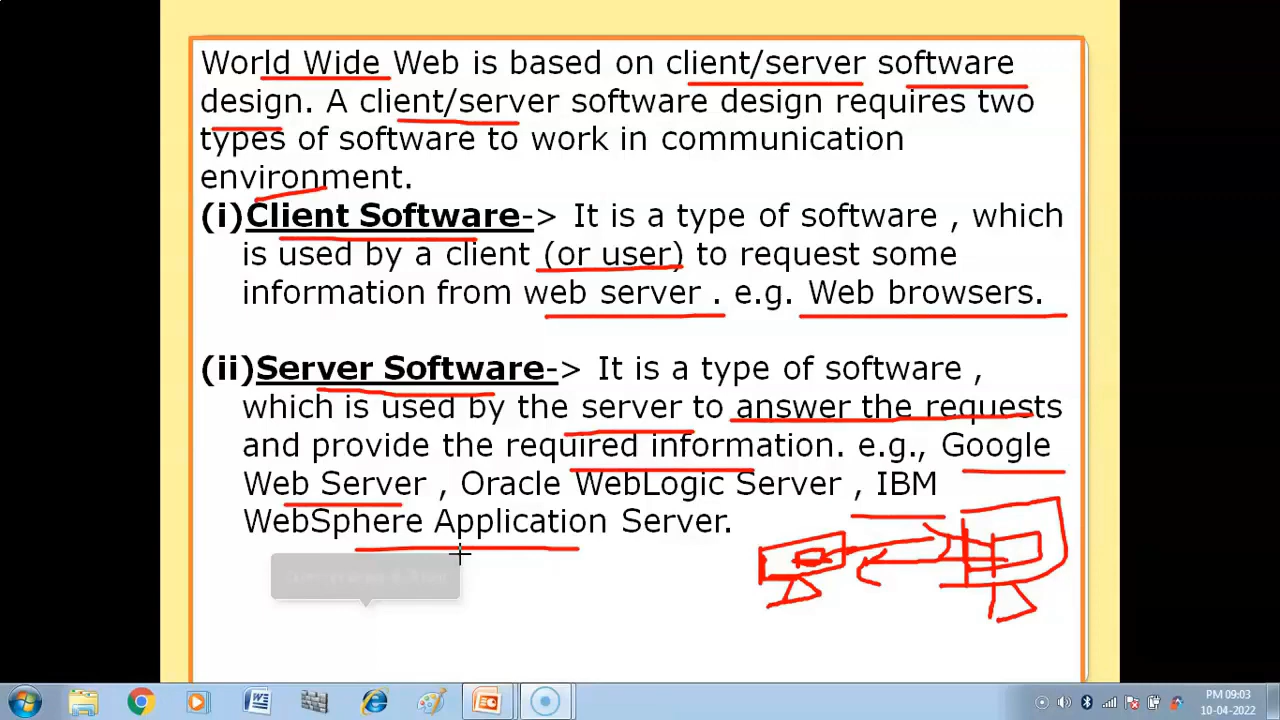 World Wide Web is based on client/server software
design. A client/server software design requires two
types of software to work in communication
environment.
(i)Client Software-> It is a type of software , which
is used by a client (or user) to request some
information from web server . e.g. Web browsers.
(ii)Server Software-> It is a type of software ,
which is used by the server to answer the requests
and provide the required information. e.g., Google
Web Server , Oracle WebLogic Server , IBM
WebSphere Application Server.
PM 09:03
10-04-2022